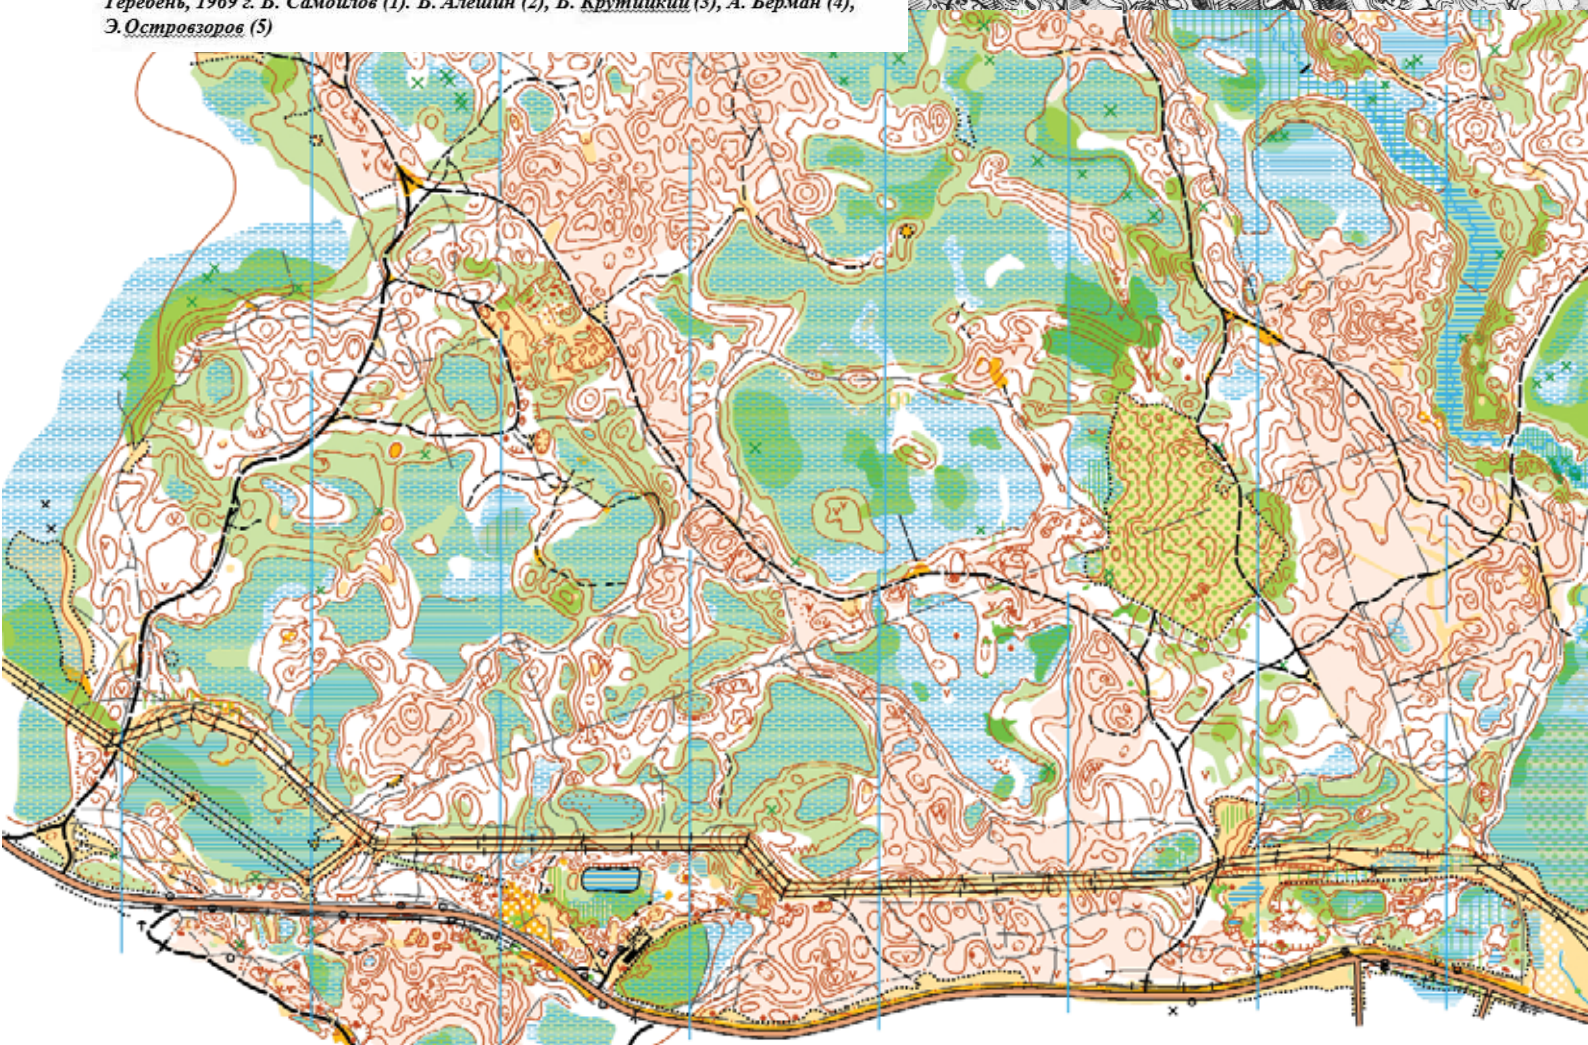 Теребень, 1969 г. В. Самойлов (1). В. Алешин (2), В. Крутицкий (3), А. Берман (4),
Э.Островзоров (5)